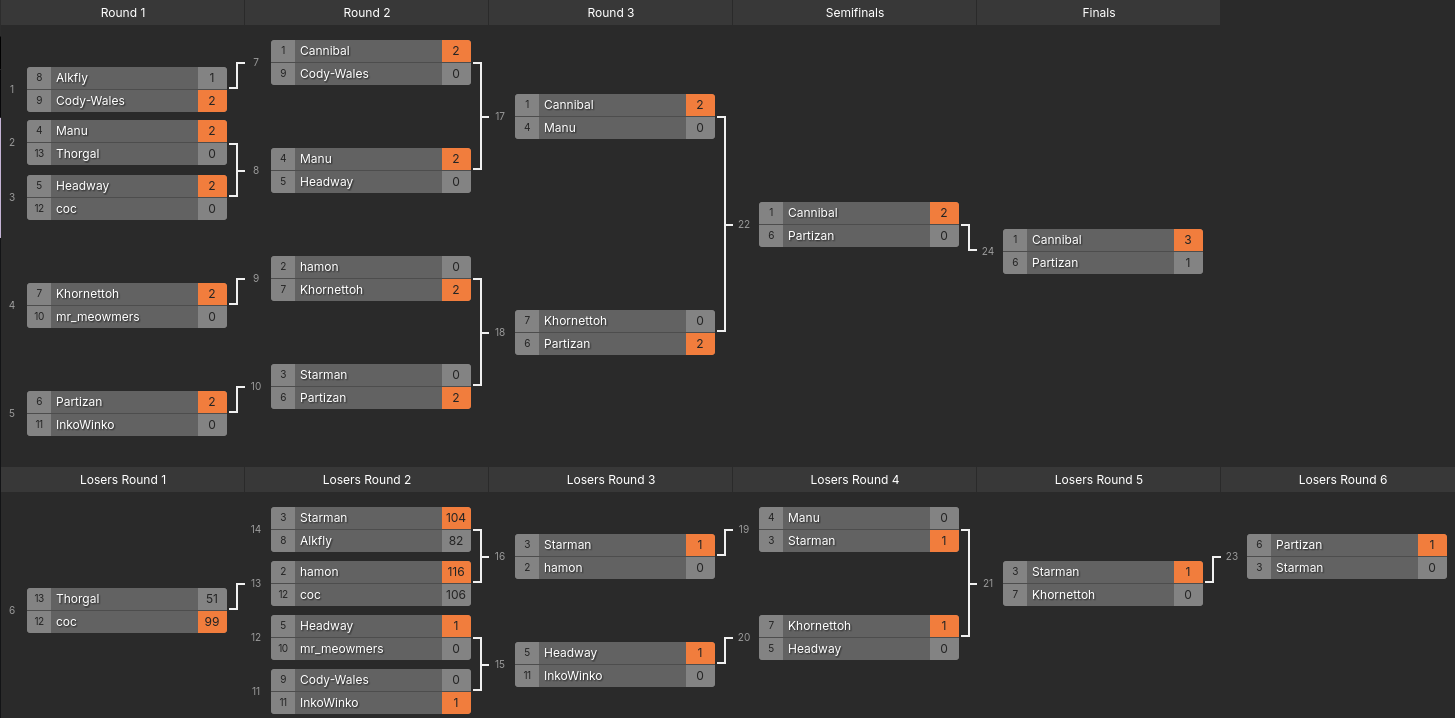 Round 1 Round 2 Round 3 Semifinals Finals
1
8 Alkfly 1
9 Cody-Wales 2
2
4 Manu 2
13 Thorgal 0
3
5 Headway 2
12 coc 0
4
7 Khornettoh 2
10 mr_meowmers 0
5
6 Partizan 2
11 InkoWinko 0
7
1 Cannibal 2
9 Cody-Wales 0
8
4 Manu 2
5 Headway 0
9
2 hamon 0
7 Khornettoh 2
10
3 Starman 0
6 Partizan 2
17
1 Cannibal 2
4 Manu 0
18
7 Khornettoh 0
6 Partizan 2
22
1 Cannibal 2
6 Partizan 0
24
1 Cannibal 3
6 Partizan 1
Losers Round 1 Losers Round 2 Losers Round 3 Losers Round 4 Losers Round 5 Losers Round 6
6
13 Thorgal 51
12 coc 99
14
3 Starman 104
8 Alkfly 82
13
2 hamon 116
12 coc 106
12
5 Headway 1
10 mr_meowmers 0
11
9 Cody-Wales 0
11 InkoWinko 1
16
3 Starman 1
2 hamon 0
15
5 Headway 1
11 InkoWinko 0
19
4 Manu 0
3 Starman 1
20
7 Khornettoh 1
5 Headway 0
21
3 Starman 1
7 Khornettoh 0
23
6 Partizan 1
3 Starman 0